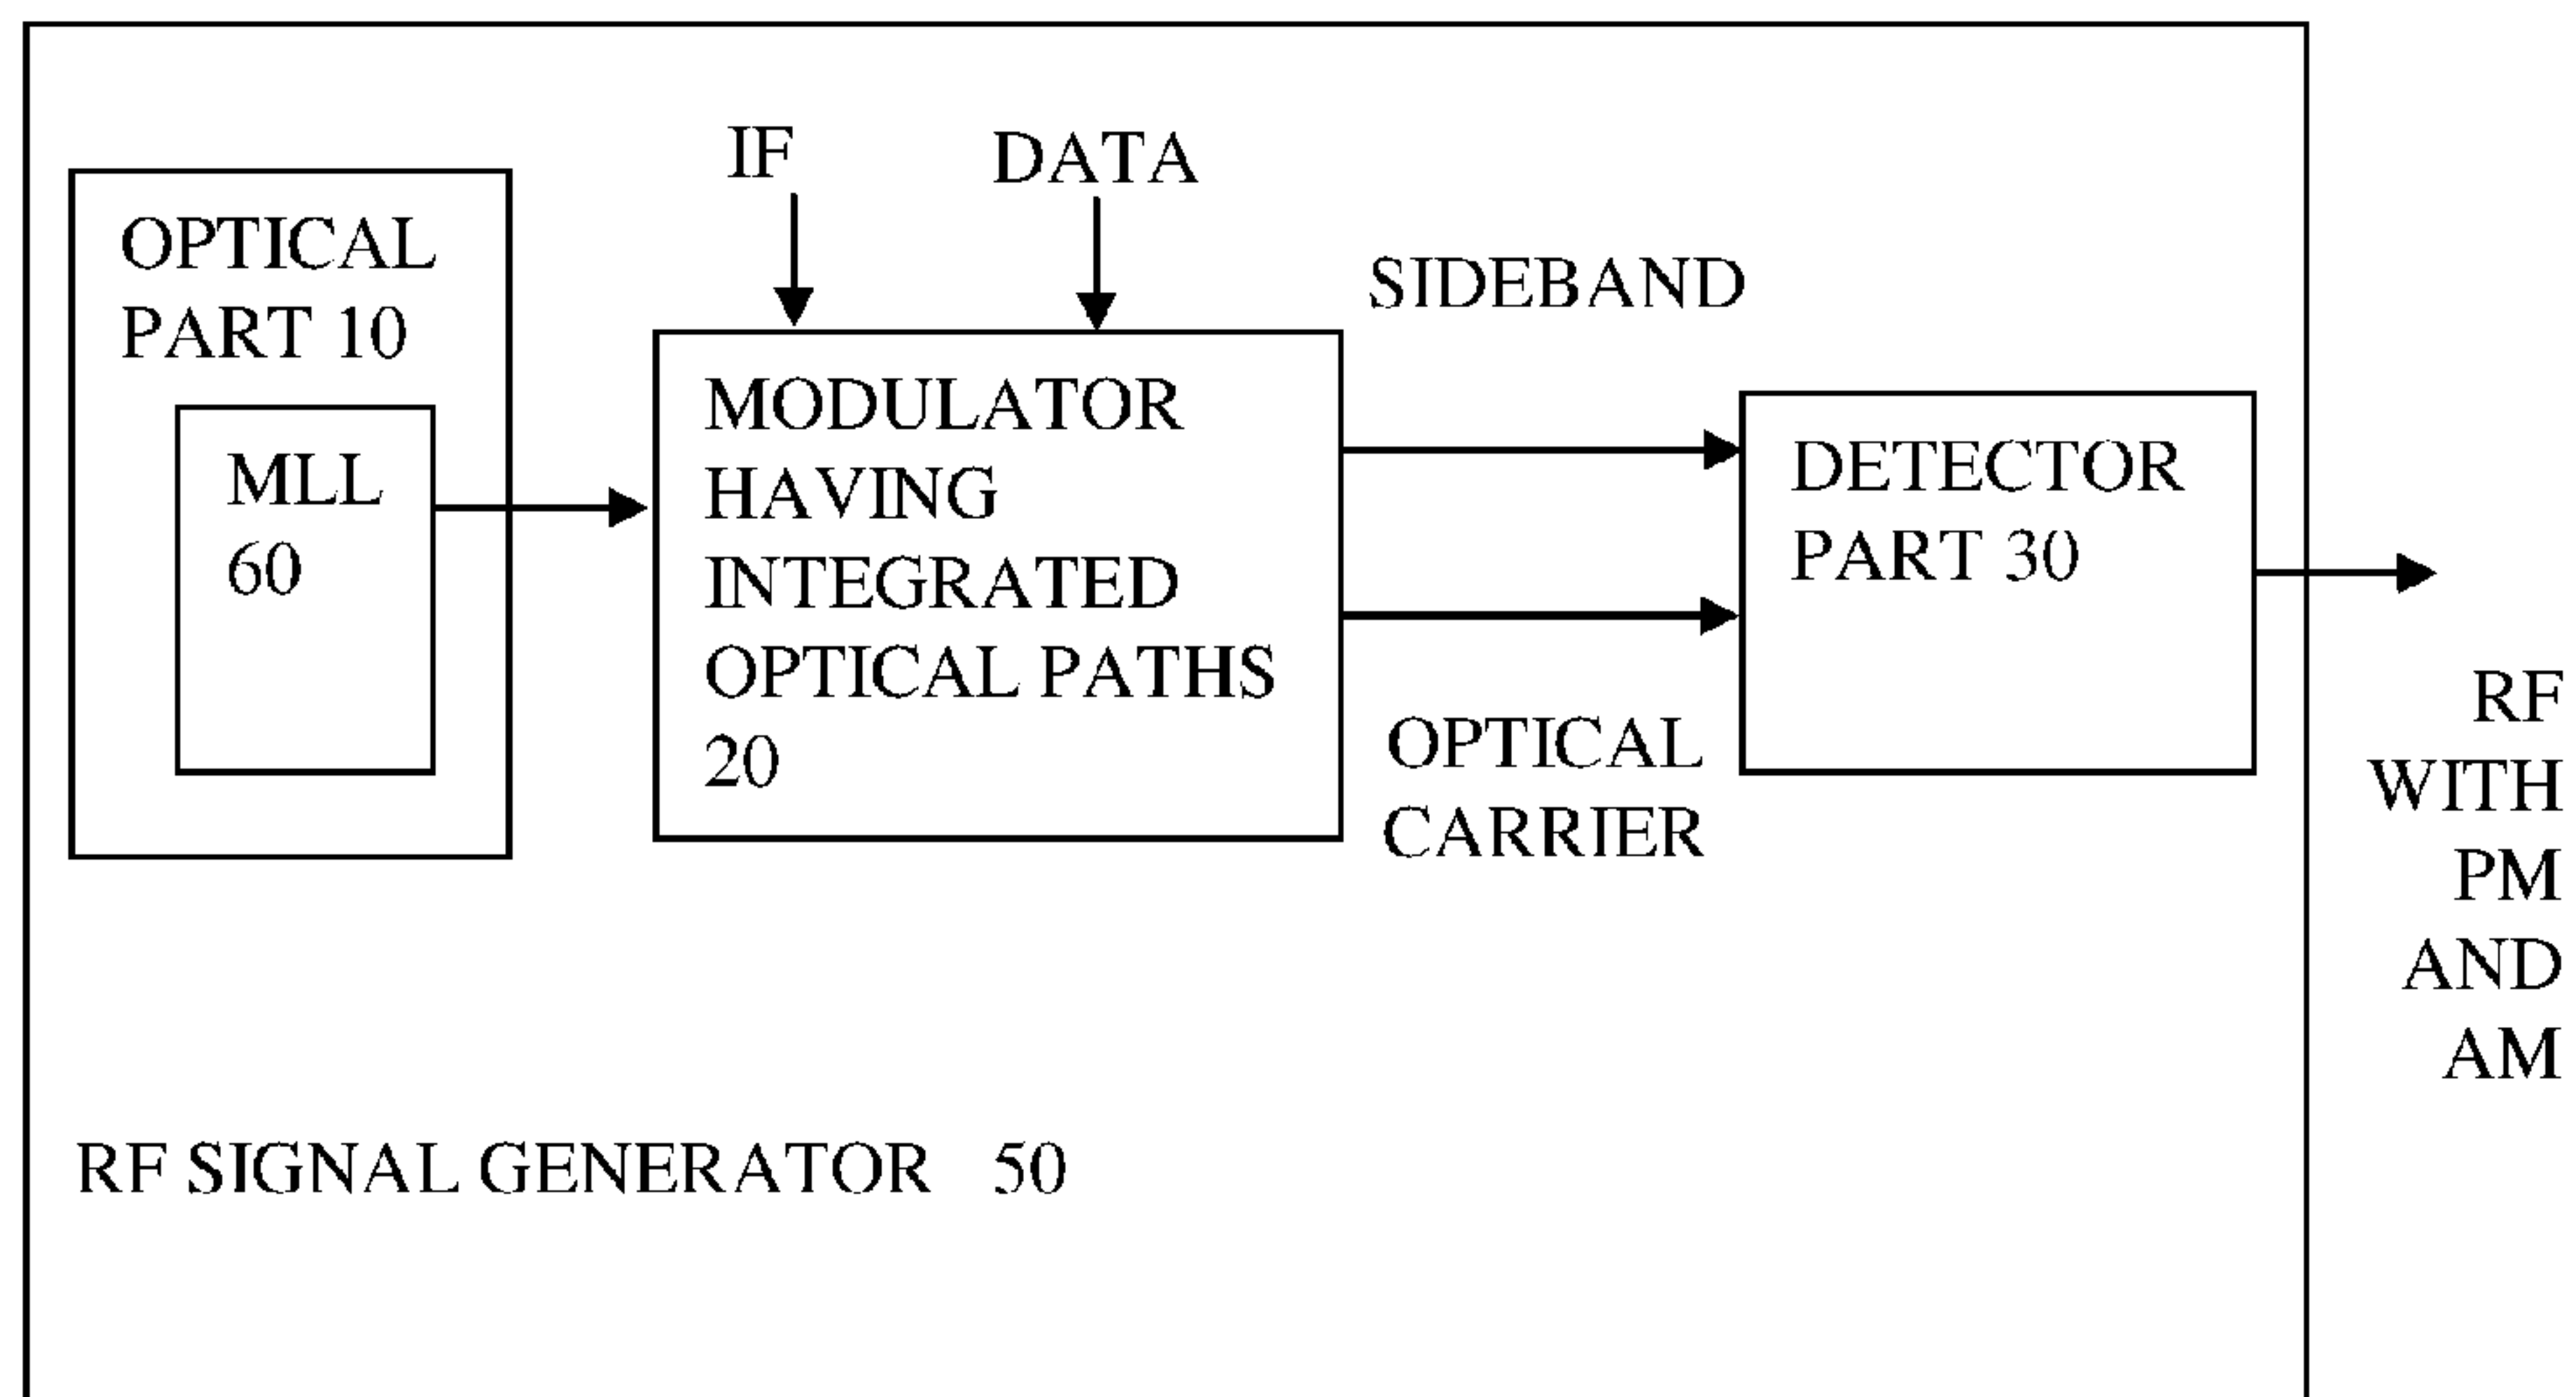 IF
DATA
OPTICAL
PART 10
MLL
60
MODULATOR
HAVING
INTEGRATED
OPTICAL PATHS
20
SIDEBAND
OPTICAL
CARRIER
DETECTOR
PART 30
RF
WITH
PM
AND
AM
RF SIGNAL GENERATOR 50